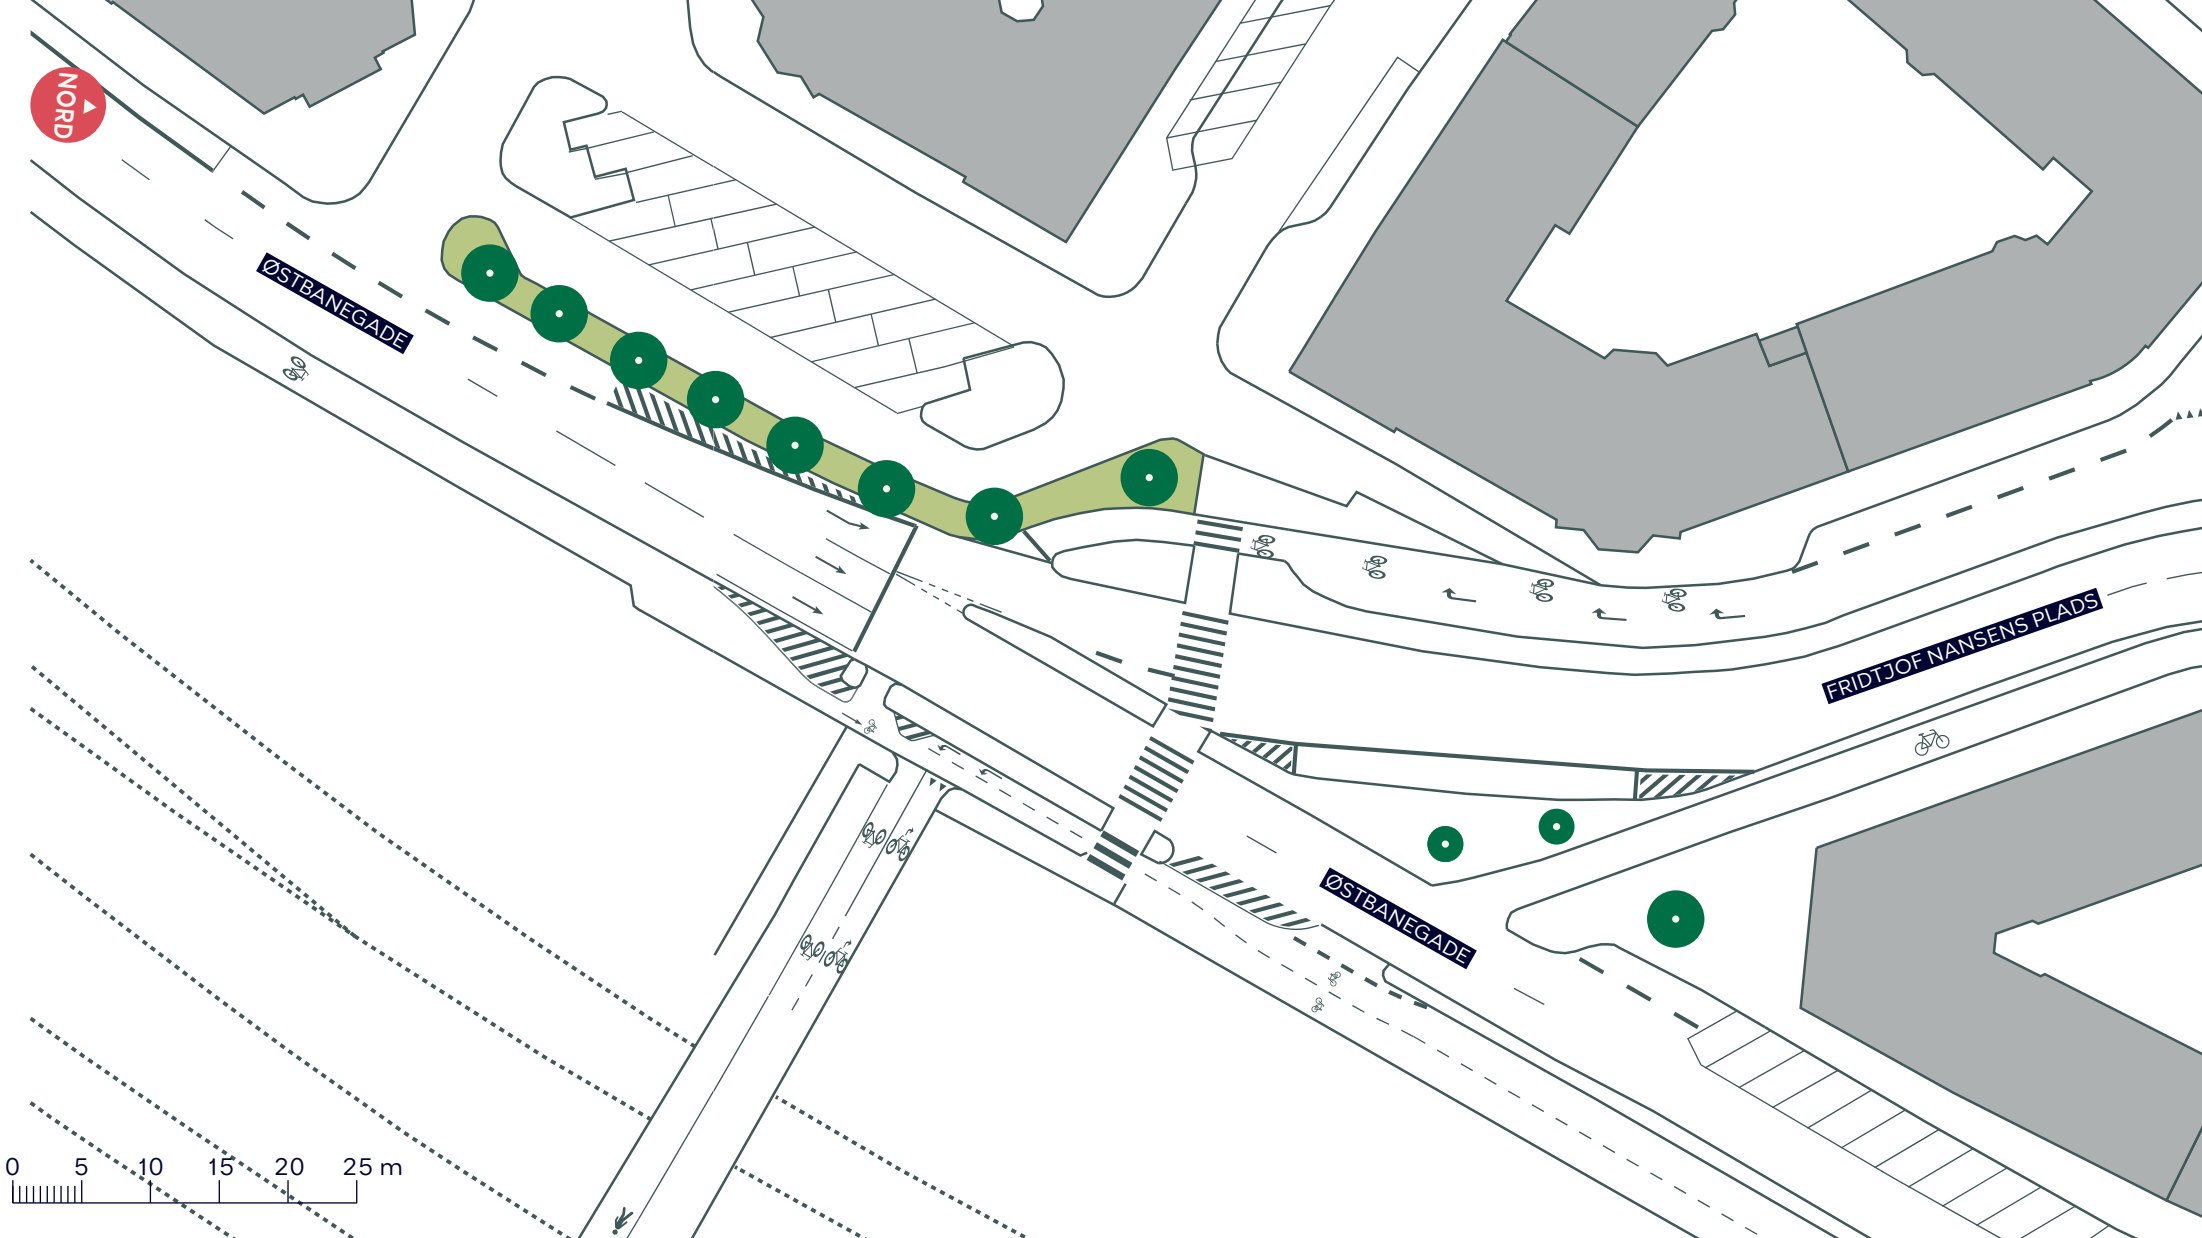 NORD
ØSTBANEGADE
FRIDTJOF NANSENS PLADS
ØSTBANEGADE
0 5 10 15 20 25 m